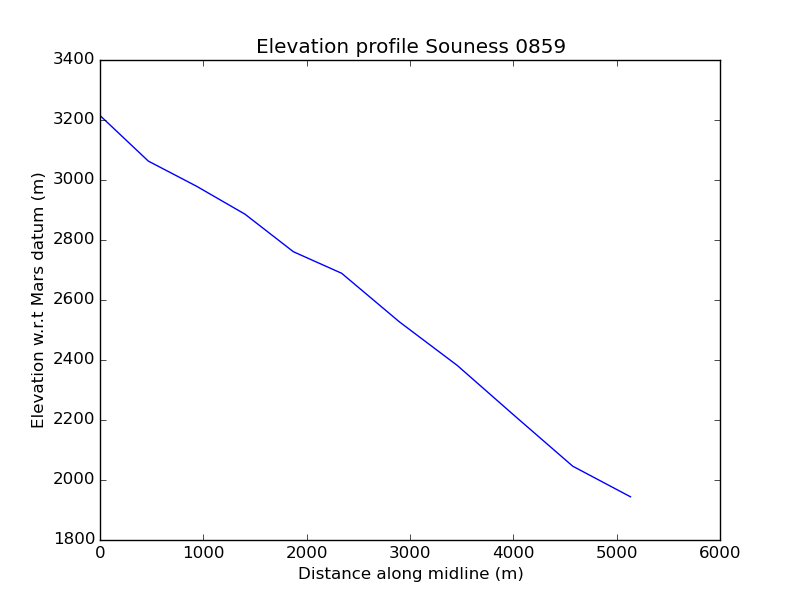 Elevation profile Souness 0859
3400
3200
3000
2800
2600
2400
2200
2000
1800
Elevation w.r.t Mars datum (m)
0 1000 2000 3000 4000 5000 6000
Distance along midline (m)